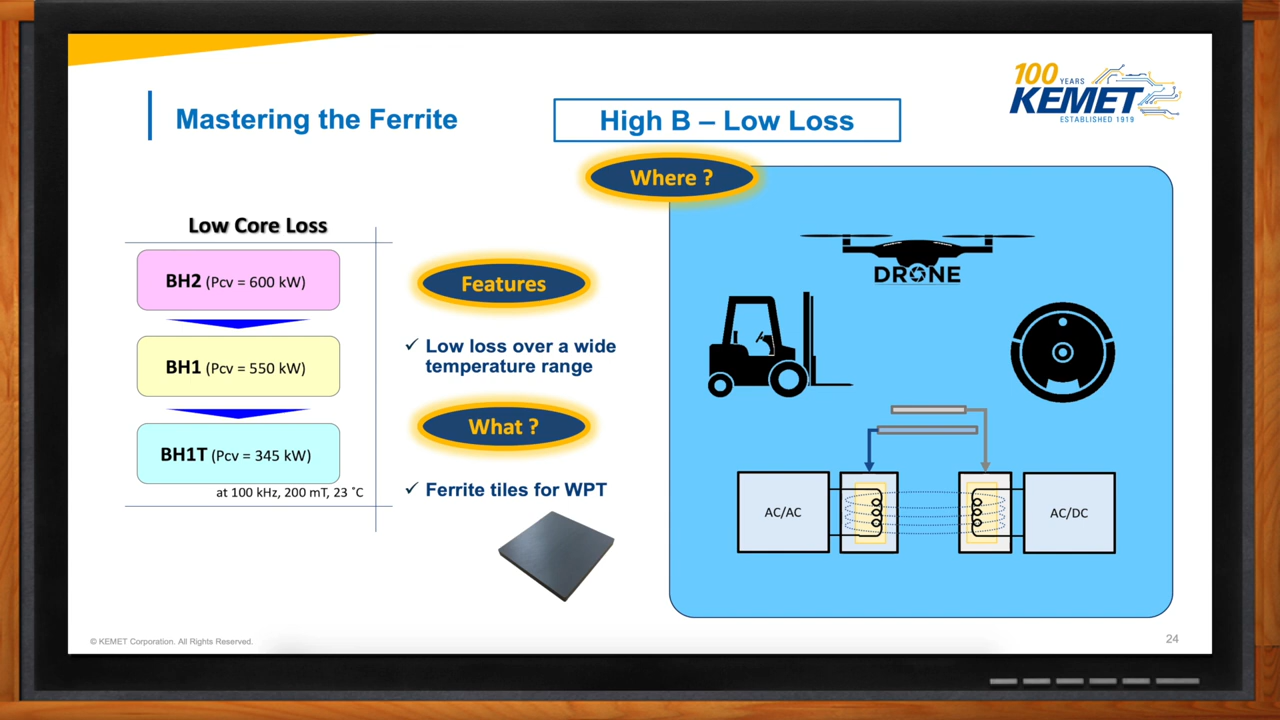 100 YEARS
KEMET
ESTABLISHED 1919
Mastering the Ferrite
High B – Low Loss
Where ?
Low Core Loss
BH2 (Pcv = 600 kW)
BH1 (Pcv = 550 kW)
BH1T (Pcv = 345 kW)
at 100 kHz, 200 mT, 23 ˚C
Features
✓ Low loss over a wide
temperature range
What ?
✓ Ferrite tiles for WPT
DRONE
AC/AC
AC/DC
© KEMET Corporation. All Rights Reserved.
24